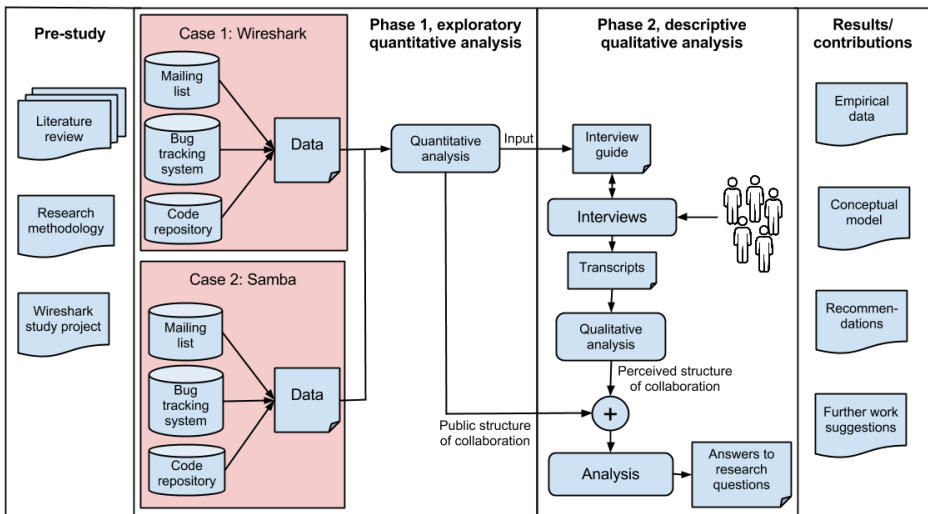 Pre-study
Literature
review
Research
methodology
Wireshark
study project
Case 1: Wireshark
Mailing
list
Bug
tracking
system
Code
repository
Data
Case 2: Samba
Mailing
list
Bug
tracking
system
Code
repository
Data
Phase 1, exploratory
quantitative analysis
Quantitative
analysis
Input
Public structure
of collaboration
Phase 2, descriptive
qualitative analysis
Interview
guide
Interviews
Transcripts
Qualitative
analysis
Perceived structure
of collaboration
+
Analysis
Answers to
research
questions
Results/
contributions
Empirical
data
Conceptual
model
Recommen-
dations
Further work
suggestions